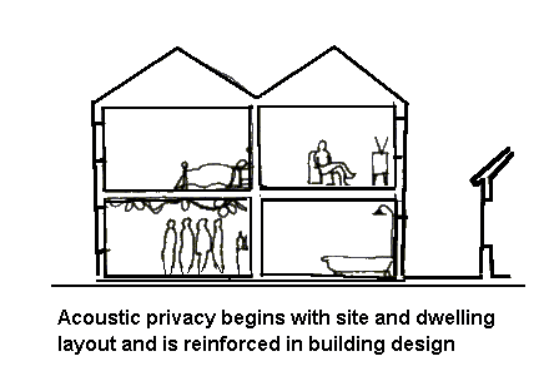 Acoustic privacy begins with site and dwelling
layout and is reinforced in building design